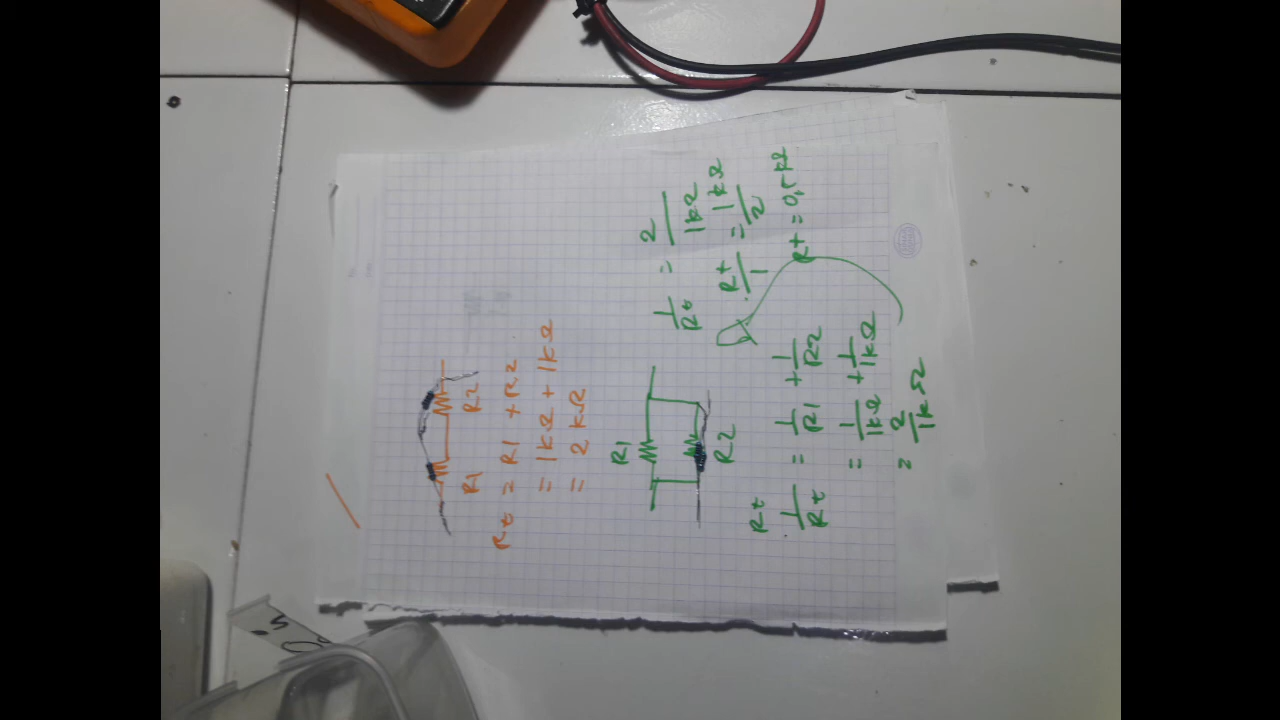 R1 R2
Rt = R1 + R2
= 1kΩ + 1kΩ
= 2 kΩ
R1
R2
Rt
1/Rt = 1/R1 + 1/R2
= 1/1kΩ + 1/1kΩ
= 2/1kΩ
1/Rt = 2/1kΩ
Rt/1 = 1kΩ/2
Rt = 0,5kΩ